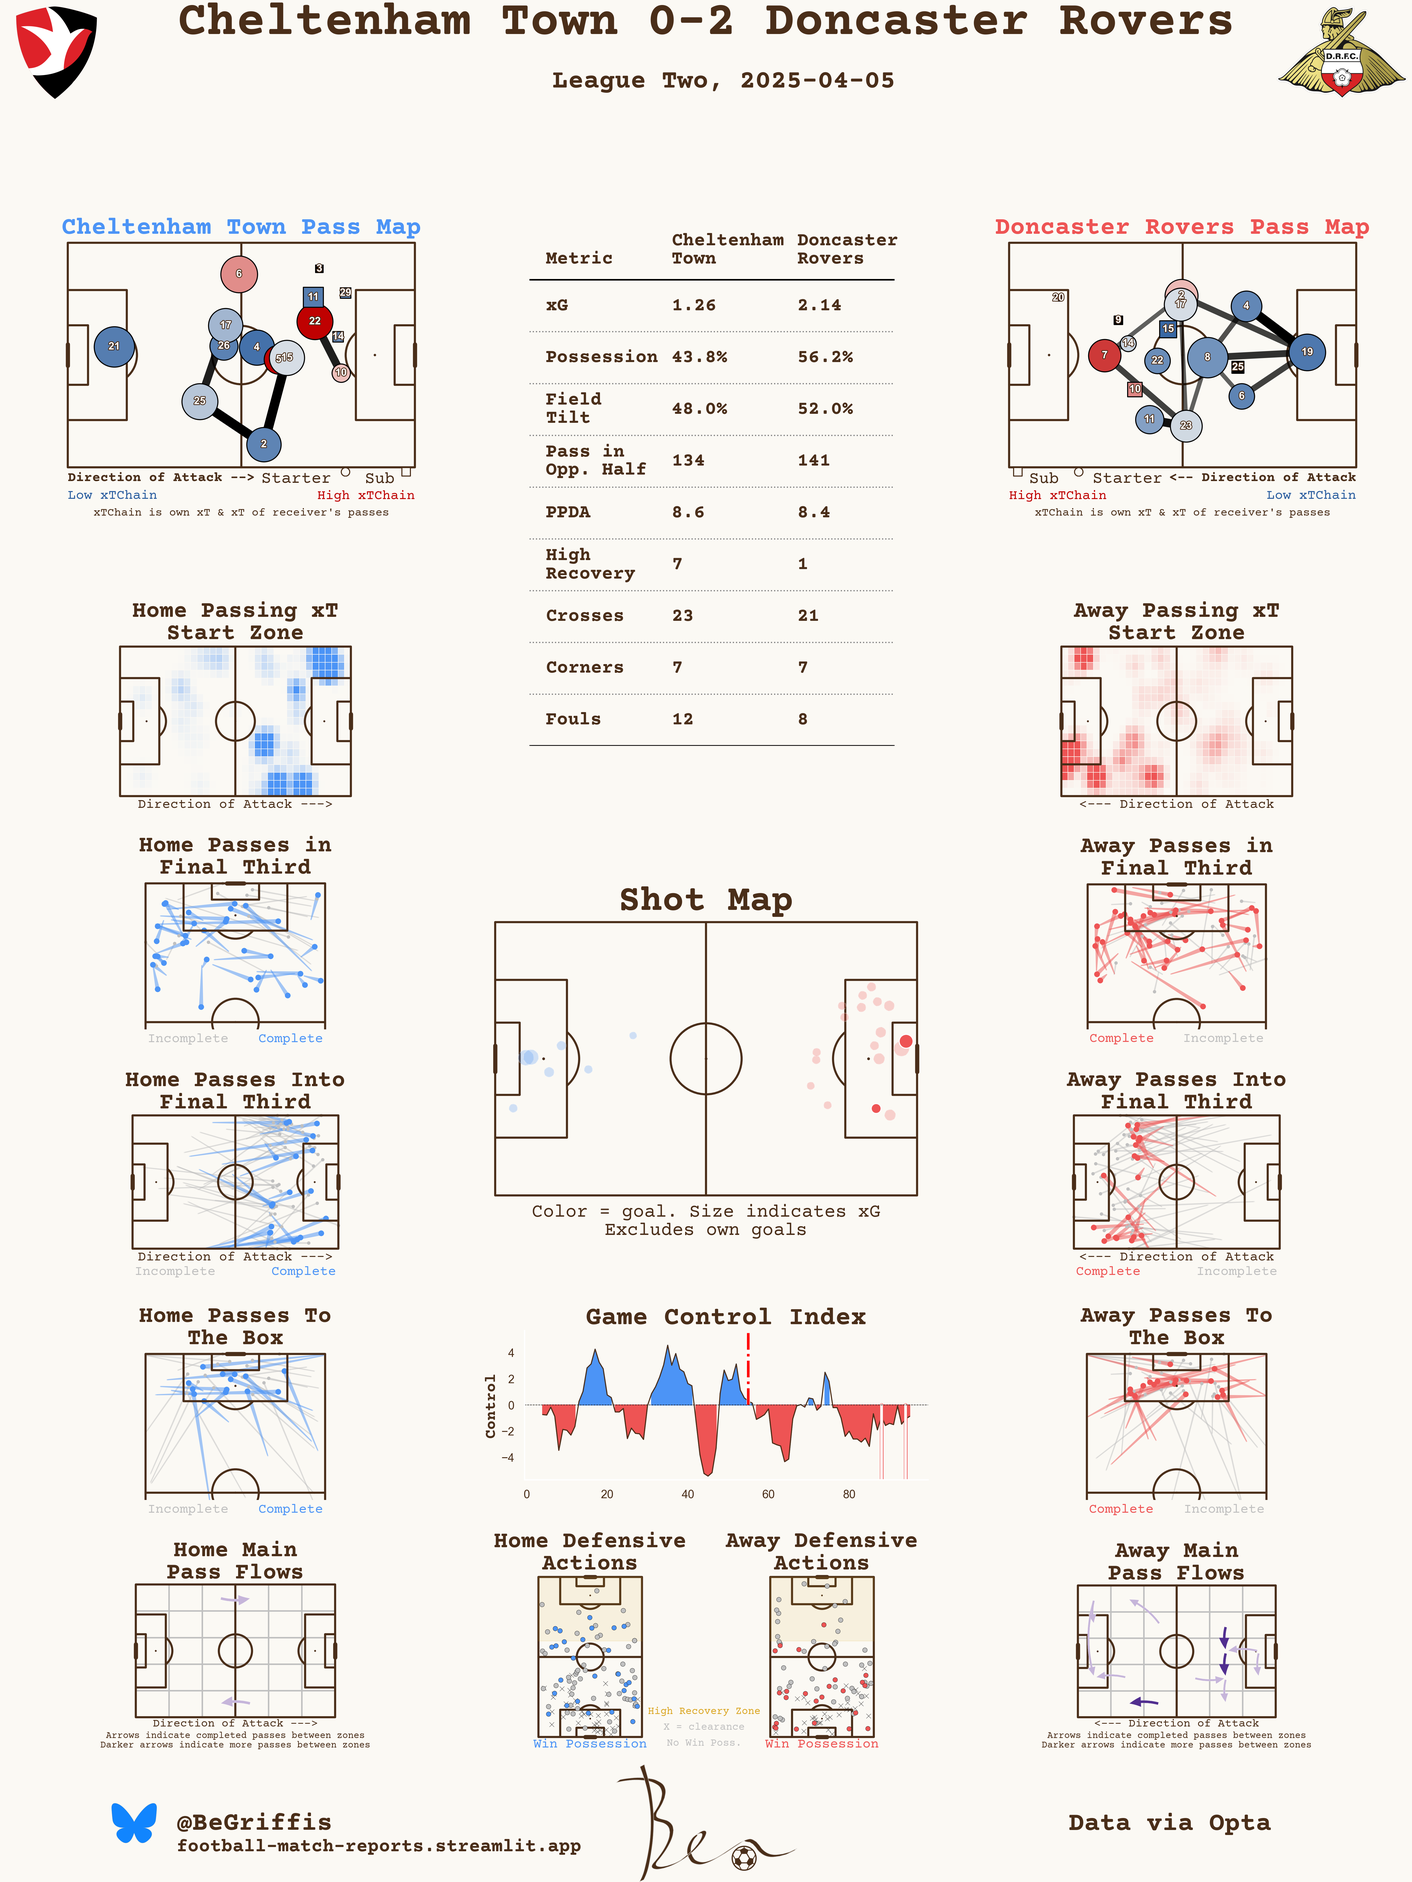 Cheltenham Town 0-2 Doncaster Rovers
League Two, 2025-04-05
D.R.F.C.
Cheltenham Town Pass Map
3
6
11
29
22
17
14
21
26
4
5
15
10
25
2
Direction of Attack --> Starter Sub
Low xTChain High xTChain
xTChain is own xT & xT of receiver's passes
Metric Cheltenham Town Doncaster Rovers
xG 1.26 2.14
Possession 43.8% 56.2%
Field Tilt 48.0% 52.0%
Pass in Opp. Half 134 141
PPDA 8.6 8.4
High Recovery 7 1
Crosses 23 21
Corners 7 7
Fouls 12 8
Doncaster Rovers Pass Map
20
2
17
4
9
15
14
7
22
8
19
25
10
6
11
23
Sub Starter <-- Direction of Attack
High xTChain Low xTChain
xTChain is own xT & xT of receiver's passes
Home Passing xT
Start Zone
Direction of Attack --->
Away Passing xT
Start Zone
<--- Direction of Attack
Home Passes in
Final Third
Incomplete Complete
Away Passes in
Final Third
Complete Incomplete
Shot Map
Color = goal. Size indicates xG
Excludes own goals
Home Passes Into
Final Third
Direction of Attack --->
Incomplete Complete
Away Passes Into
Final Third
<--- Direction of Attack
Complete Incomplete
Home Passes To
The Box
Incomplete Complete
Game Control Index
Control
4
2
0
−2
−4
0 20 40 60 80
Away Passes To
The Box
Complete Incomplete
Home Main
Pass Flows
Direction of Attack --->
Arrows indicate completed passes between zones
Darker arrows indicate more passes between zones
Home Defensive
Actions
Win Possession
High Recovery Zone
X = clearance
No Win Poss.
Away Defensive
Actions
Win Possession
Away Main
Pass Flows
<--- Direction of Attack
Arrows indicate completed passes between zones
Darker arrows indicate more passes between zones
@BeGriffis
football-match-reports.streamlit.app
Ben
Data via Opta